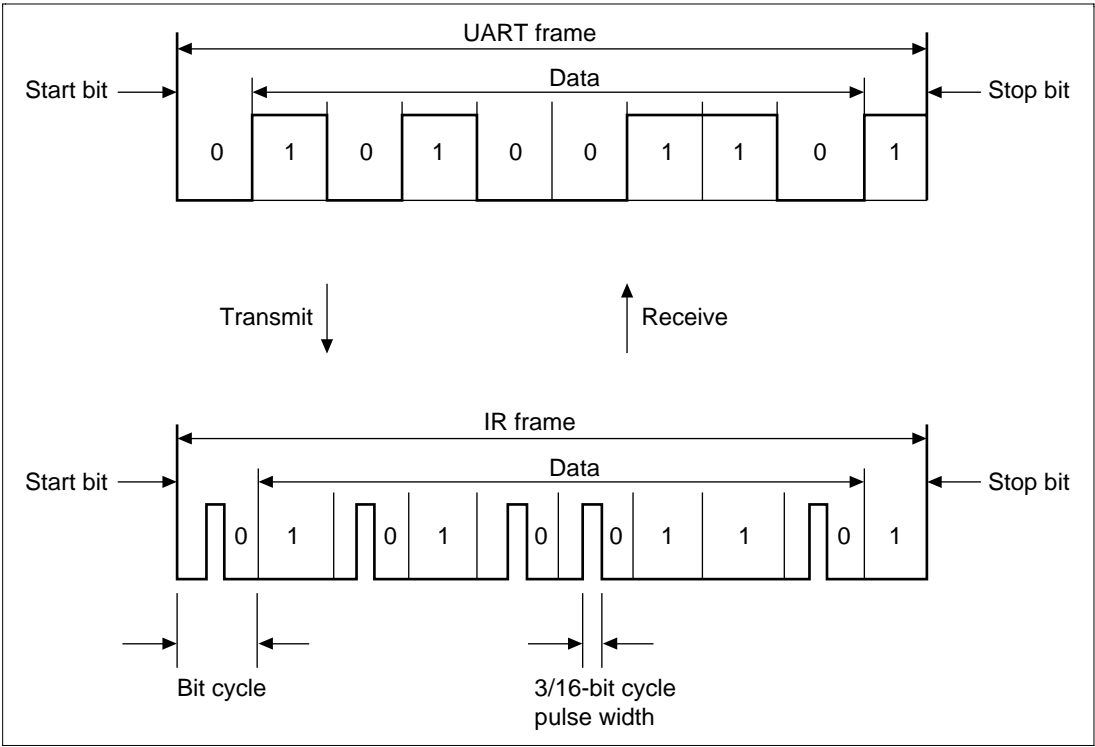 UART frame
Start bit
Data
Stop bit
0 1 0 1 0 0 1 1 0 1
Transmit
Receive
IR frame
Start bit
Data
Stop bit
0 1 0 1 0 0 1 1 0 1
Bit cycle
3/16-bit cycle
pulse width